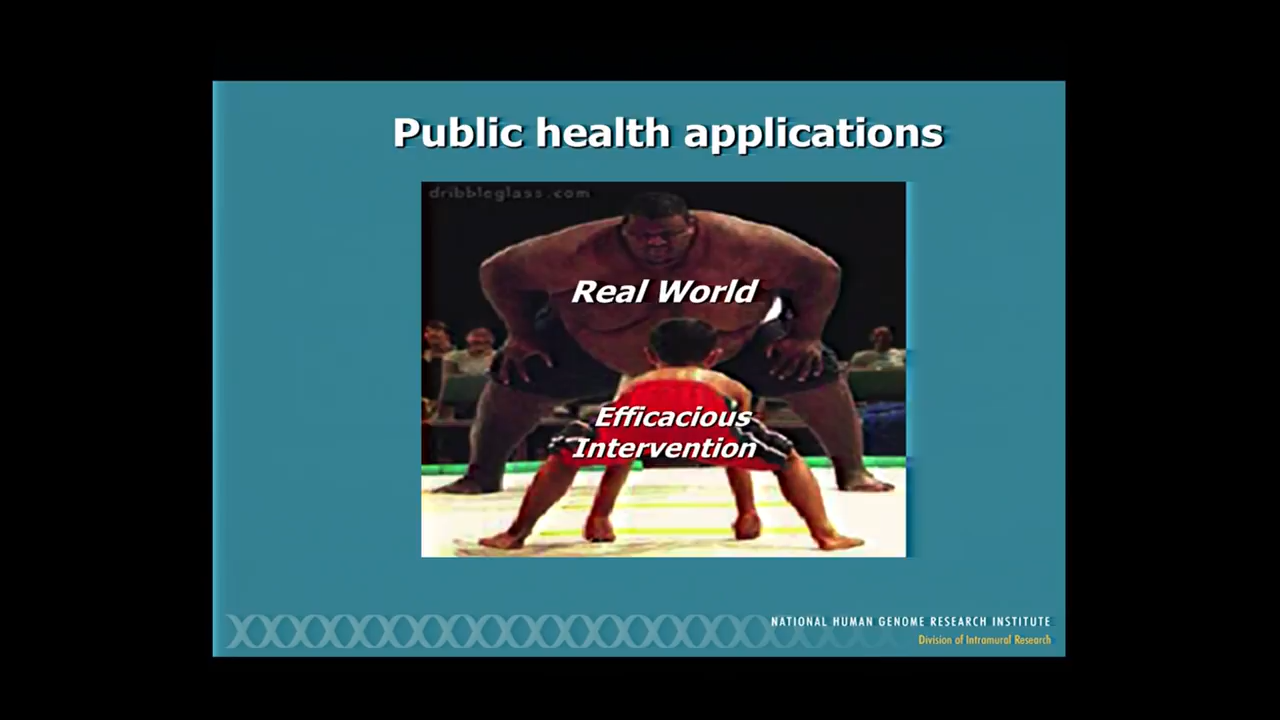 Public health applications
dribbleglass.com
Real World
Efficacious
Intervention
NATIONAL HUMAN GENOME RESEARCH INSTITUTE
Division of Intramural Research